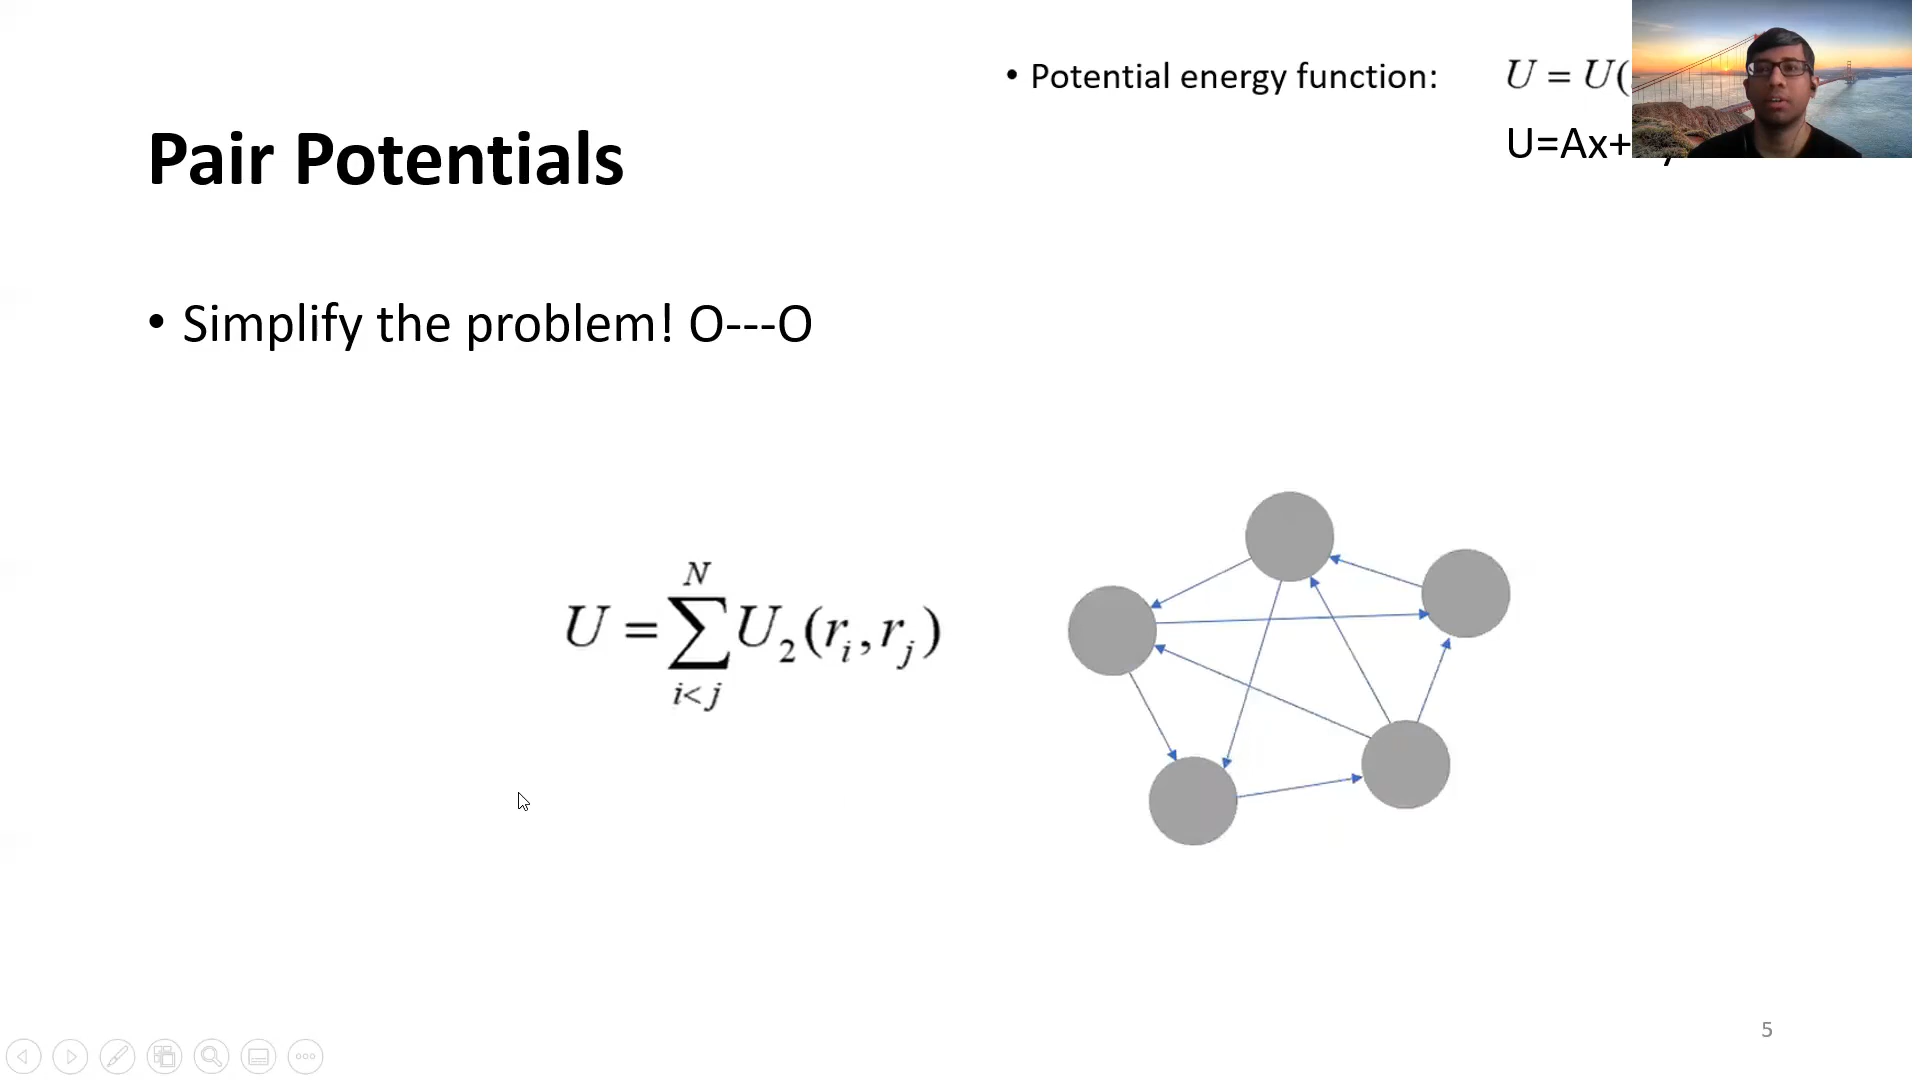 • Potential energy function: U = U(
U=Ax+
Pair Potentials
• Simplify the problem! O---O
N
U = ∑ U₂(rᵢ, rⱼ)
i< j
5